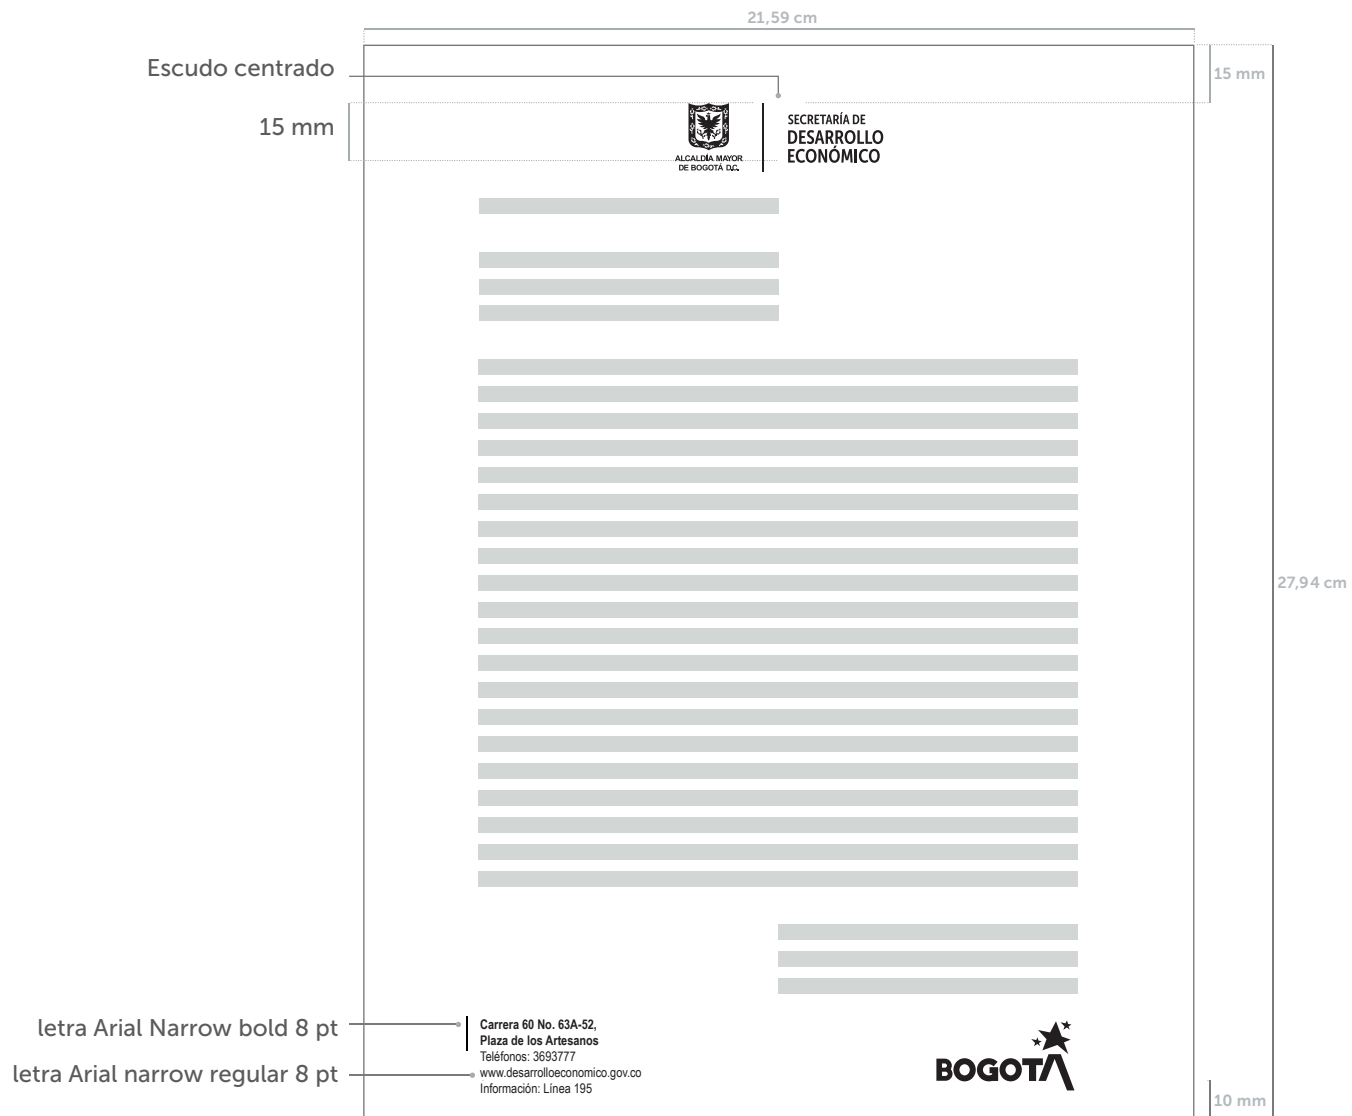 21,59 cm
Escudo centrado
15 mm
15 mm
SECRETARÍA DE
DESARROLLO
ECONÓMICO
ALCALDÍA MAYOR
DE BOGOTÁ D.C.
27,94 cm
letra Arial Narrow bold 8 pt
Carrera 60 No. 63A-52,
Plaza de los Artesanos
Teléfonos: 3693777
letra Arial narrow regular 8 pt
www.desarrolloeconomico.gov.co
Información: Línea 195
BOGOTÁ
10 mm